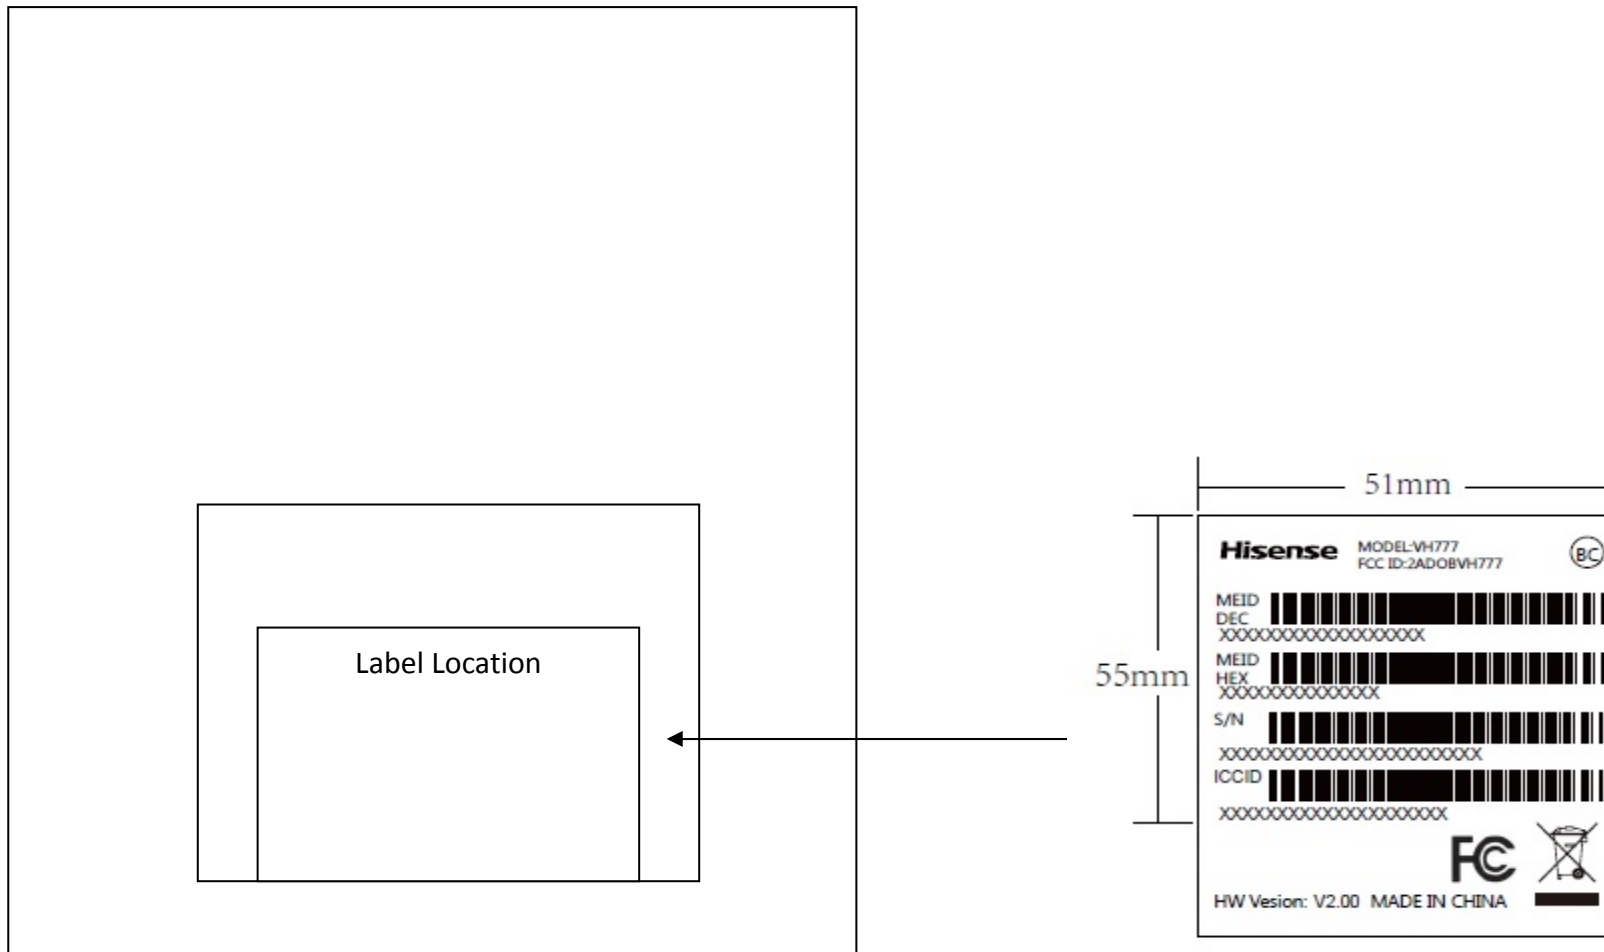 Label Location
51mm
55mm
Hisense
MODEL:VH777
FCC ID:2ADOBVH777
BC
MEID
DEC
XXXXXXXXXXXXXXXXXX
MEID
HEX
XXXXXXXXXXXXXX
S/N
XXXXXXXXXXXXXXXXXXXXXXX
ICCID
XXXXXXXXXXXXXXXXXXXX
FC
HW Vesion: V2.00 MADE IN CHINA